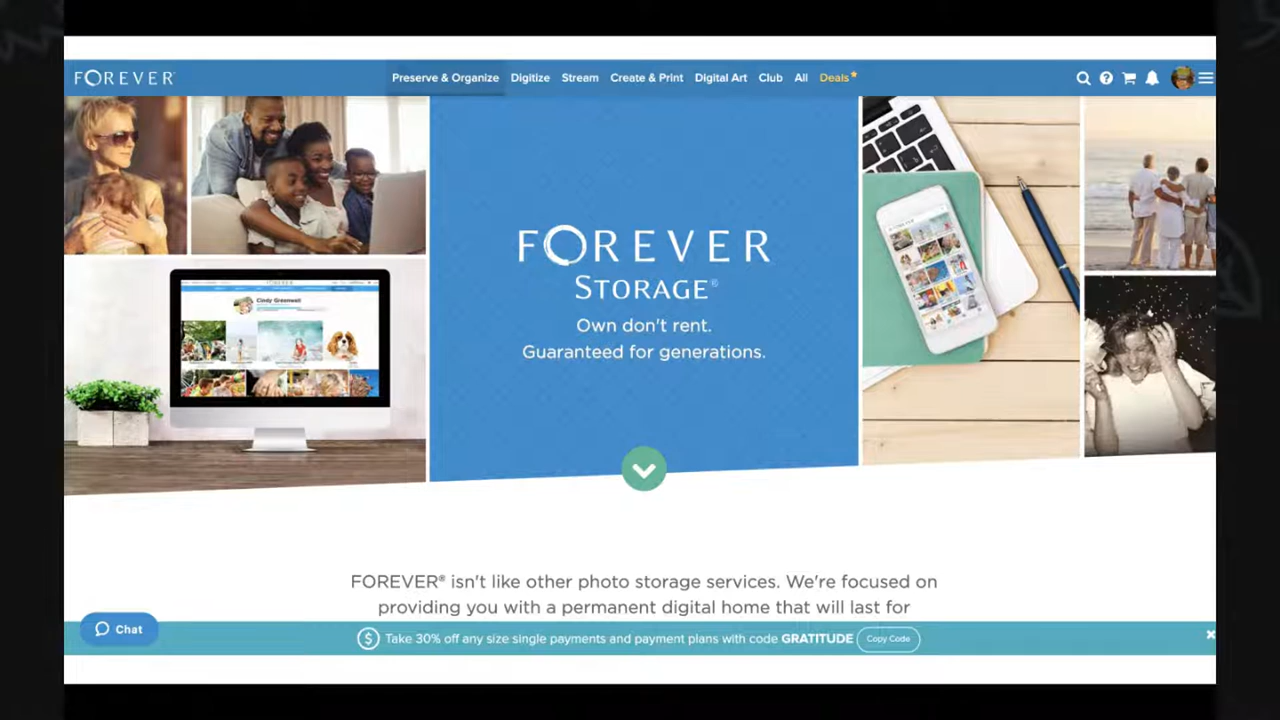 FOREVER
Preserve & Organize Digitize Stream Create & Print Digital Art Club All Deals
FOREVER
STORAGE®
Own don't rent.
Guaranteed for generations.
Cindy Greenwell
FOREVER® isn't like other photo storage services. We're focused on
providing you with a permanent digital home that will last for
Chat
Take 30% off any size single payments and payment plans with code GRATITUDE Copy Code